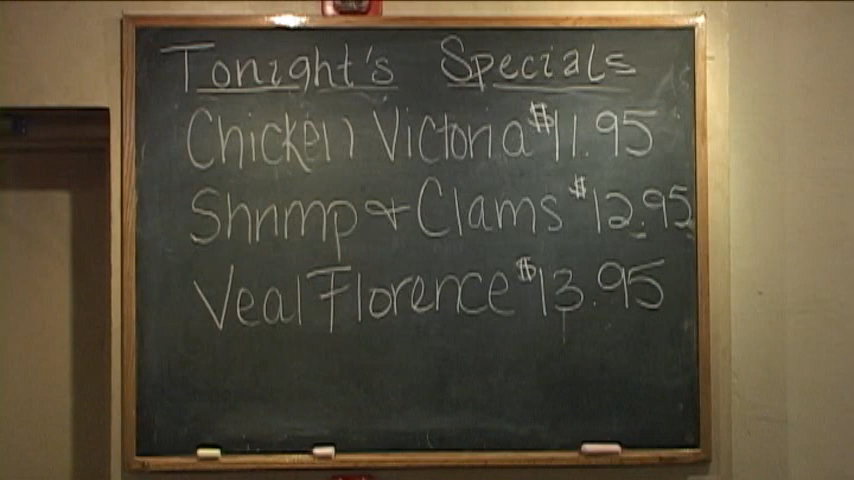 Tonight's Specials
Chicken Victoria $11.95
Shrimp & Clams $12.95
Veal Florence $13.95